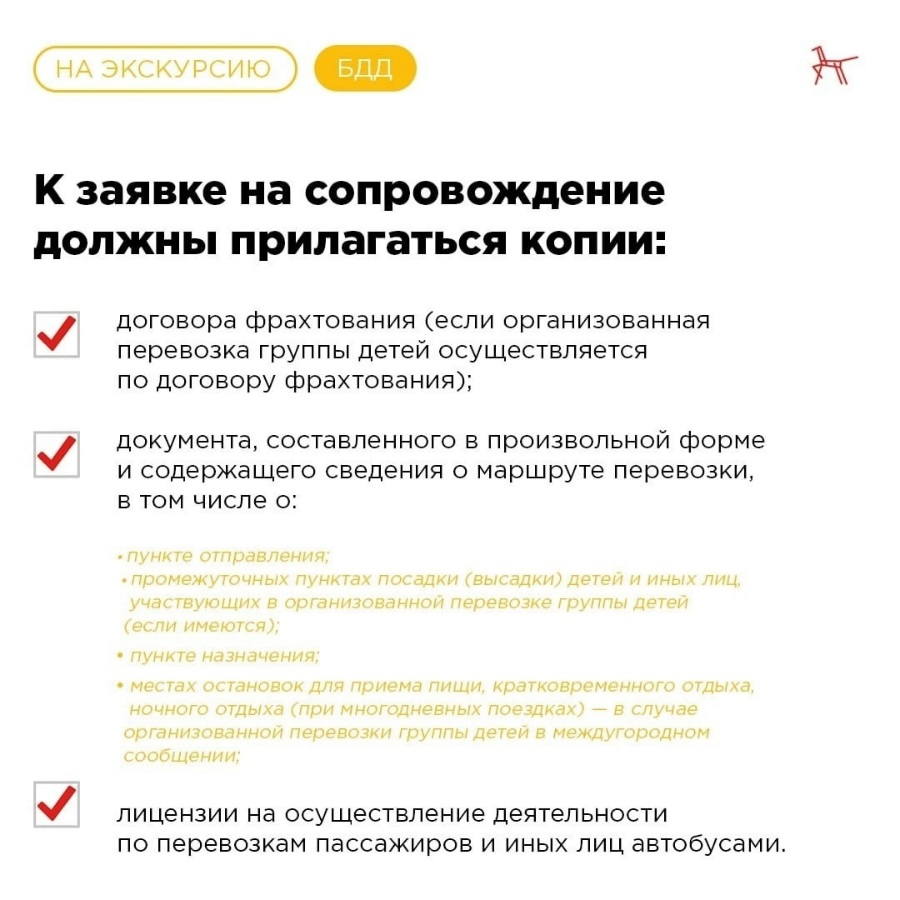 НА ЭКСКУРСИЮ
БДД
К заявке на сопровождение
должны прилагаться копии:
договора фрахтования (если организованная
перевозка группы детей осуществляется
по договору фрахтования);
документа, составленного в произвольной форме
и содержащего сведения о маршруте перевозки,
в том числе о:
• пункте отправления;
• промежуточных пунктах посадки (высадки) детей и иных лиц,
участвующих в организованной перевозке группы детей
(если имеются);
• пункте назначения;
• местах остановок для приема пищи, кратковременного отдыха,
ночного отдыха (при многодневных поездках) — в случае
организованной перевозки группы детей в междугородном
сообщении;
лицензии на осуществление деятельности
по перевозкам пассажиров и иных лиц автобусами.